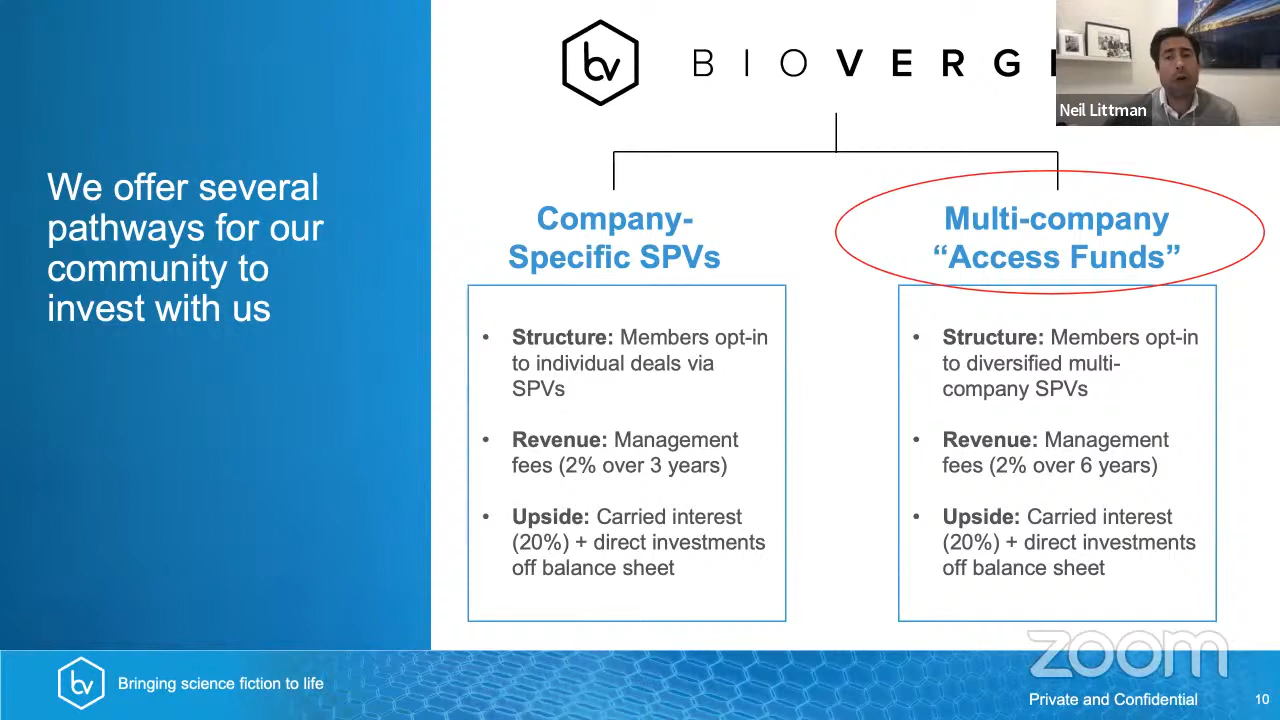 BIOVERG
Neil Littman
We offer several
pathways for our
community to
invest with us
Company-
Specific SPVs
• Structure: Members opt-in
to individual deals via
SPVs
• Revenue: Management
fees (2% over 3 years)
• Upside: Carried interest
(20%) + direct investments
off balance sheet
Multi-company
“Access Funds”
• Structure: Members opt-in
to diversified multi-
company SPVs
• Revenue: Management
fees (2% over 6 years)
• Upside: Carried interest
(20%) + direct investments
off balance sheet
zoom
bv
Bringing science fiction to life
Private and Confidential
10